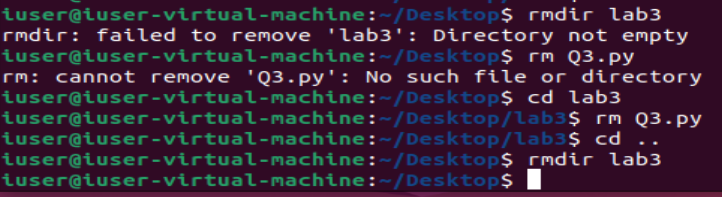 iuser@iuser-virtual-machine:~/Desktop$ rmdir lab3
rmdir: failed to remove 'lab3': Directory not empty
iuser@iuser-virtual-machine:~/Desktop$ rm Q3.py
rm: cannot remove 'Q3.py': No such file or directory
iuser@iuser-virtual-machine:~/Desktop$ cd lab3
iuser@iuser-virtual-machine:~/Desktop/lab3$ rm Q3.py
iuser@iuser-virtual-machine:~/Desktop/lab3$ cd ..
iuser@iuser-virtual-machine:~/Desktop$ rmdir lab3
iuser@iuser-virtual-machine:~/Desktop$